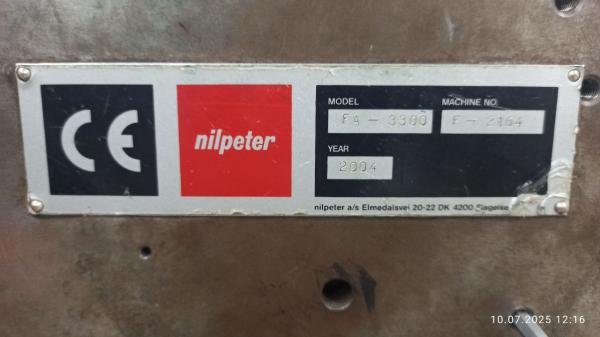 CE
nilpeter
MODEL
FA - 3300
MACHINE NO
F - 2164
YEAR
2004
nilpeter a/s Elmedalsvej 20-22 DK 4200 Slagelse
10.07.2025 12:16